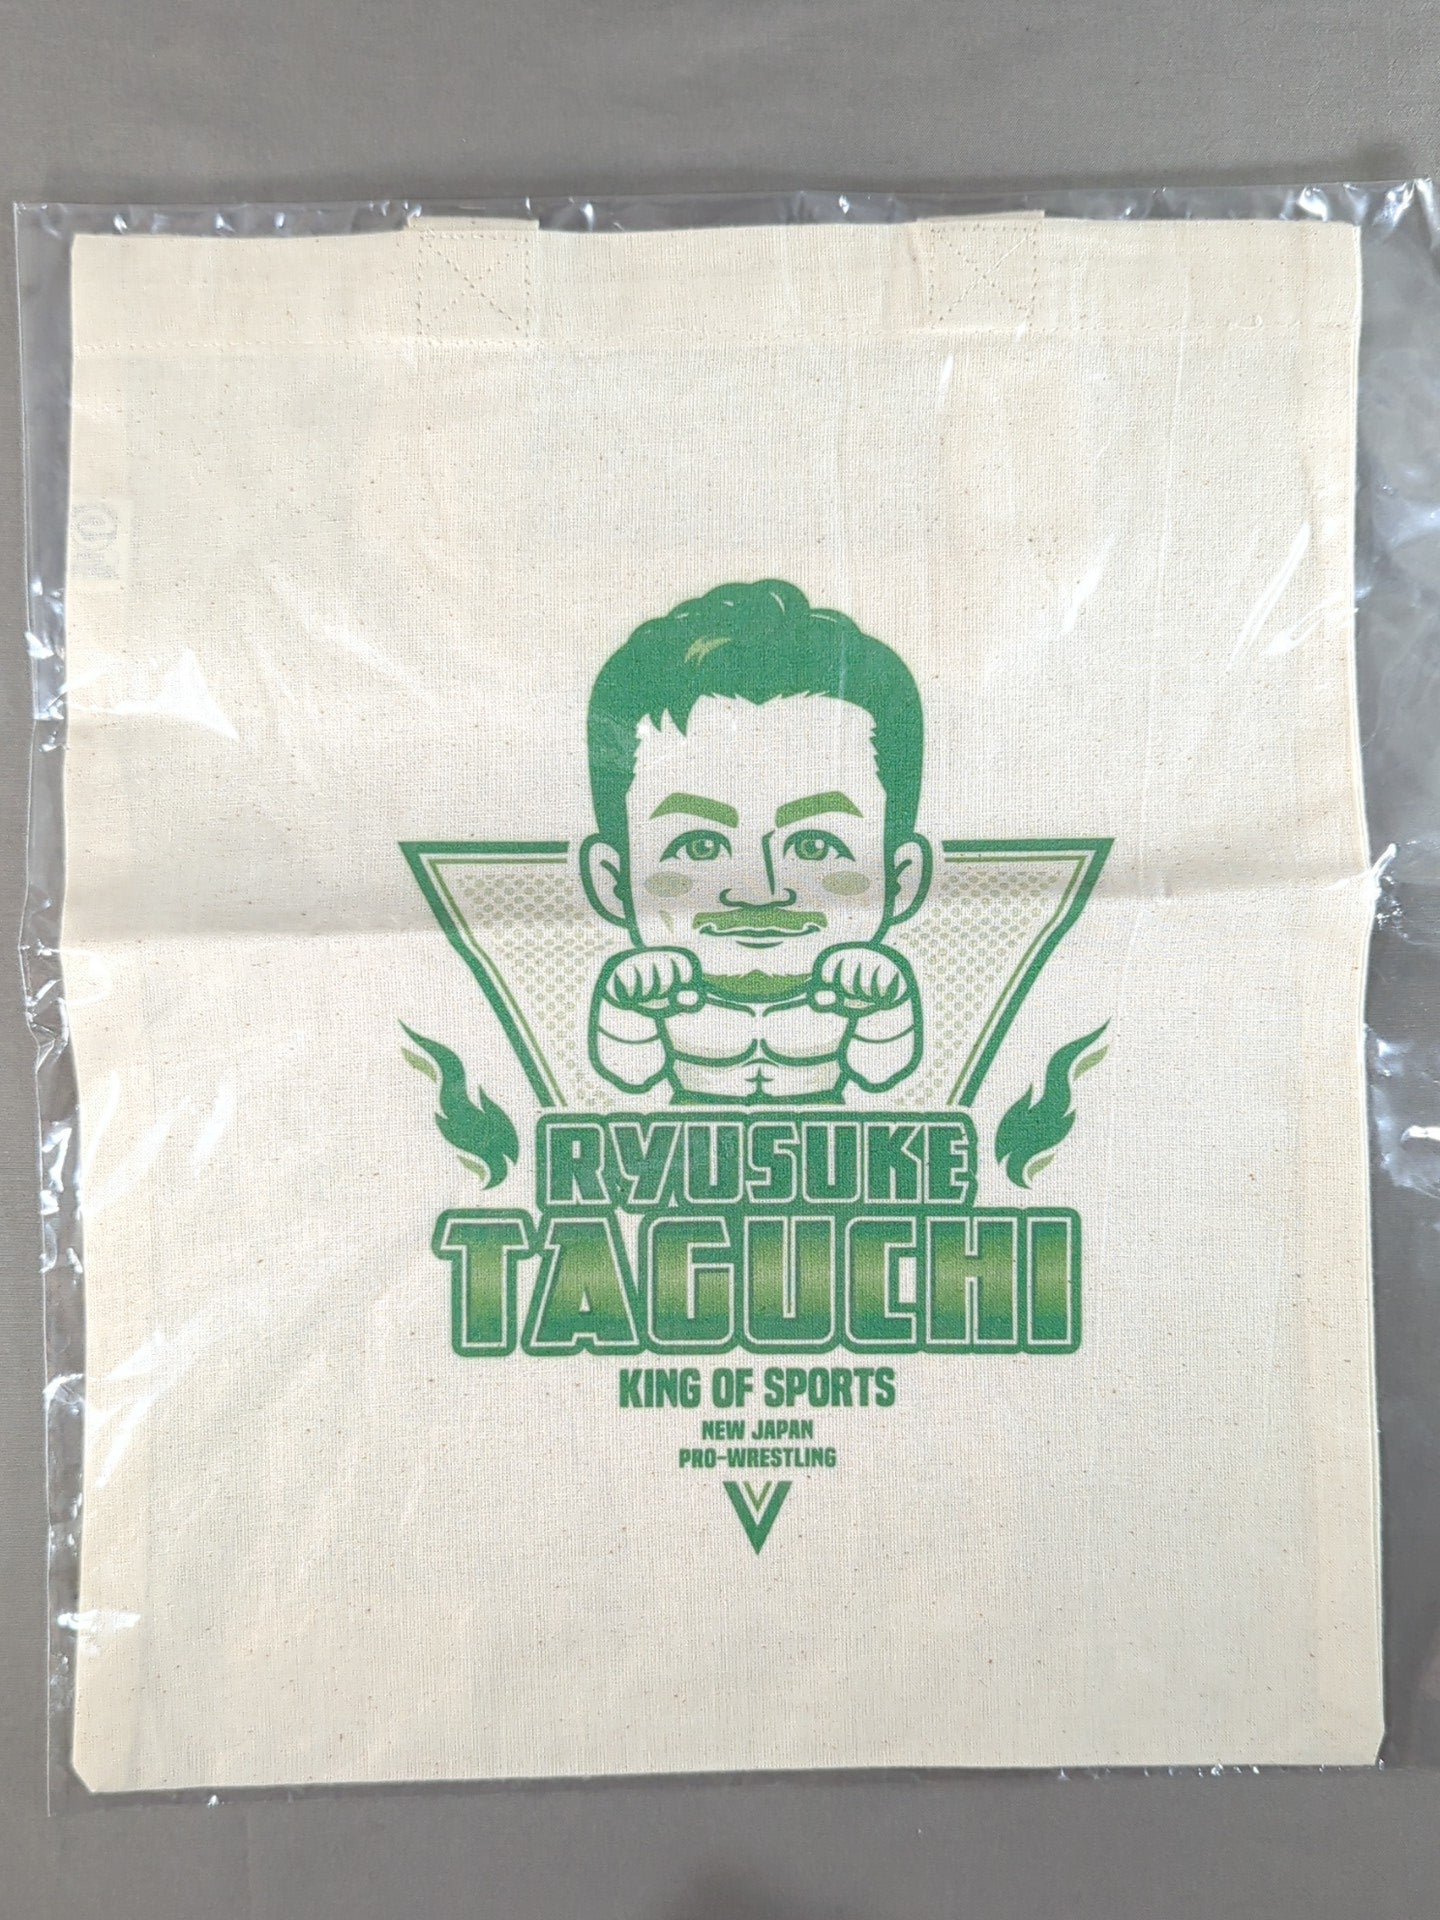 RYUSUKE
TAGUCHI
KING OF SPORTS
NEW JAPAN
PRO-WRESTLING